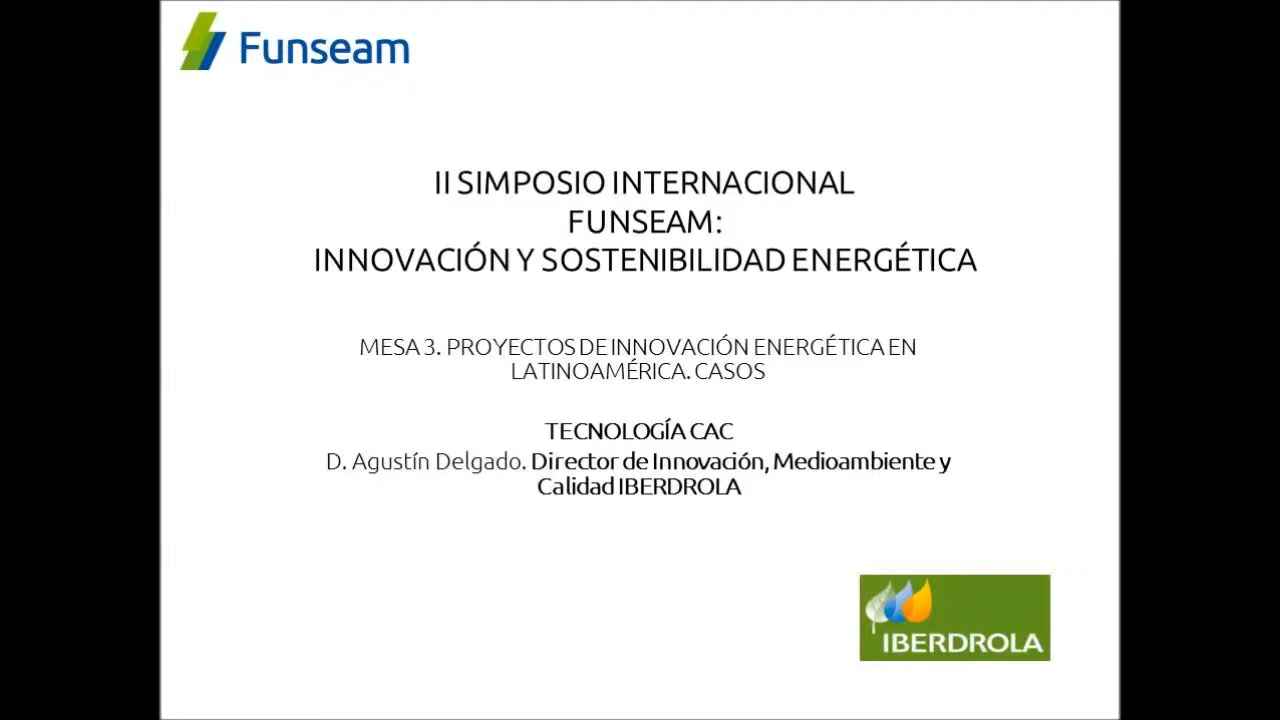 Funseam
II SIMPOSIO INTERNACIONAL
FUNSEAM:
INNOVACIÓN Y SOSTENIBILIDAD ENERGÉTICA
MESA 3. PROYECTOS DE INNOVACIÓN ENERGÉTICA EN
LATINOAMÉRICA. CASOS
TECNOLOGÍA CAC
D. Agustín Delgado. Director de Innovación, Medioambiente y
Calidad IBERDROLA
IBERDROLA